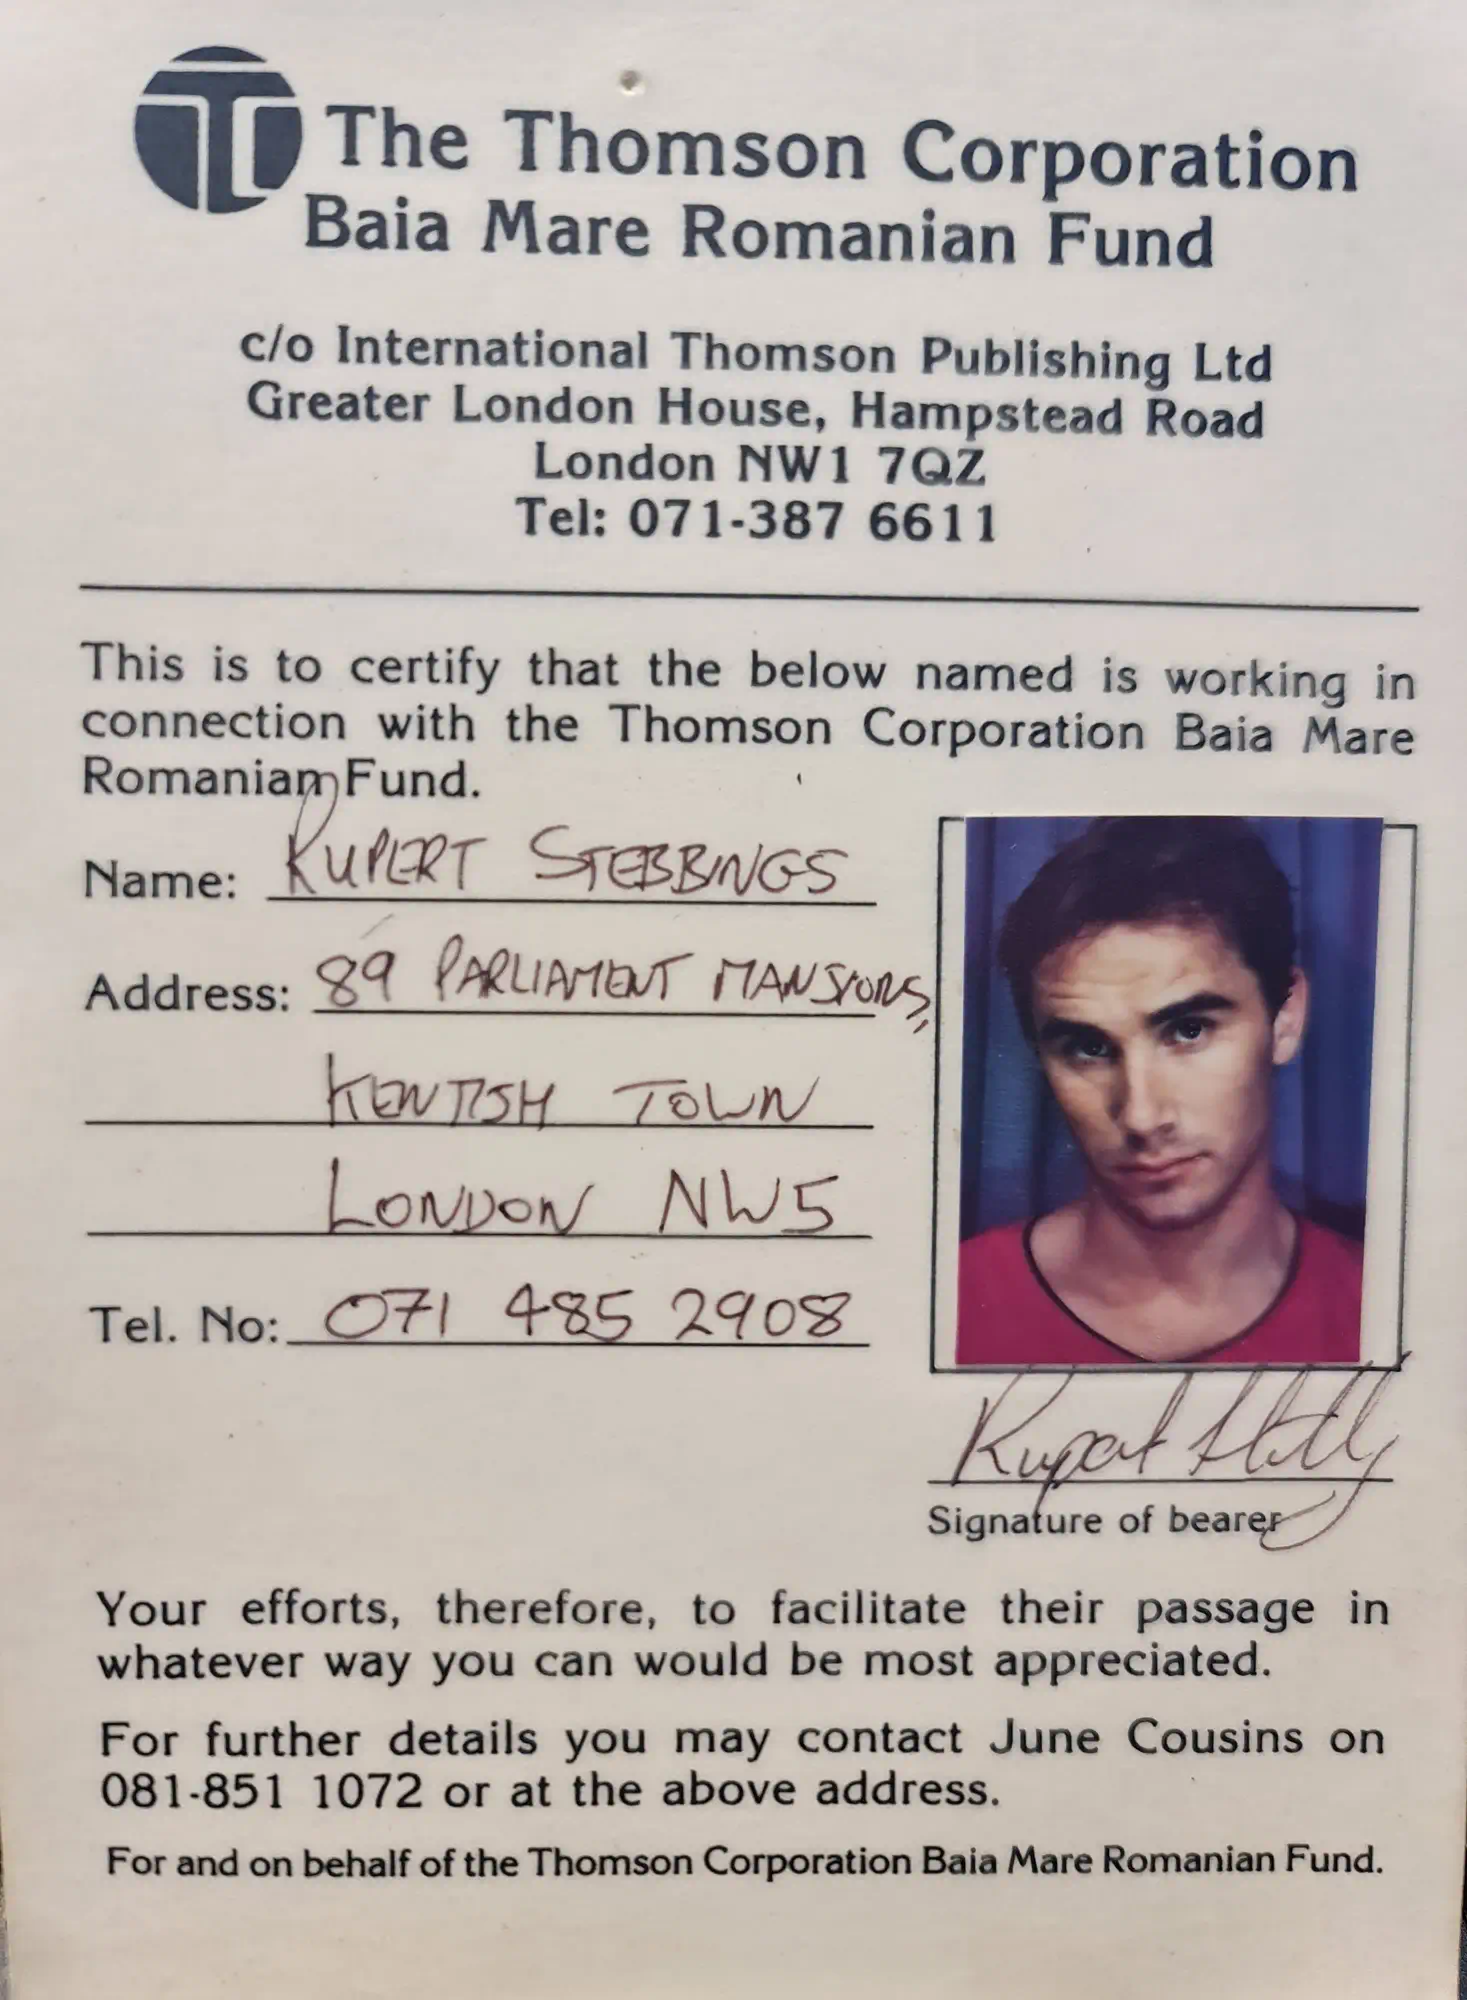 The Thomson Corporation
Baia Mare Romanian Fund
c/o International Thomson Publishing Ltd
Greater London House, Hampstead Road
London NW1 7QZ
Tel: 071-387 6611
This is to certify that the below named is working in
connection with the Thomson Corporation Baia Mare
Romanian Fund.
Name: RUPERT STEBBINGS
Address: 89 PARLIAMENT MANSIONS,
KENTISH TOWN
LONDON NW5
Tel. No: 071 485 2908
Rupert Stebbings
Signature of bearer
Your efforts, therefore, to facilitate their passage in
whatever way you can would be most appreciated.
For further details you may contact June Cousins on
081-851 1072 or at the above address.
For and on behalf of the Thomson Corporation Baia Mare Romanian Fund.